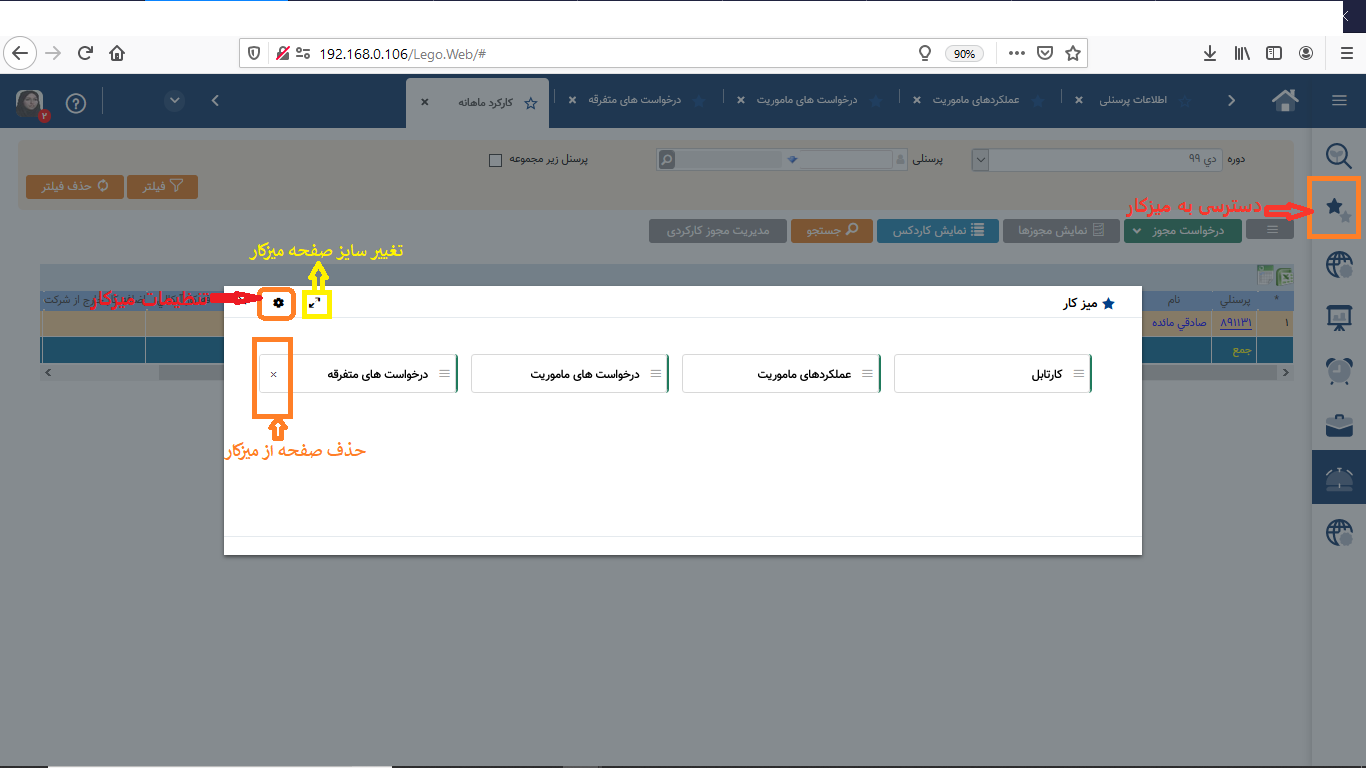 192.168.0.106/Lego.Web/#
90%
اطلاعات پرسنلی
عملکردهای ماموریت
درخواست های ماموریت
درخواست های متفرقه
کارکرد ماهانه
۲
دوره
دي ۹۹
پرسنلی
پرسنل زیر مجموعه
فیلتر
حذف فیلتر
دسترسی به میزکار
درخواست مجوز
نمایش مجوزها
نمایش کاردکس
جستجو
مدیریت مجوز کارکردی
تغییر سایز صفحه میزکار
تنظیمات میزکار
* پرسنلي نام
خارج از شرکت
۱ ۸۹۱۱۳۱ صادقي مائده
جمع
میز کار
کارتابل
عملکردهای ماموریت
درخواست های ماموریت
درخواست های متفرقه
حذف صفحه از میزکار